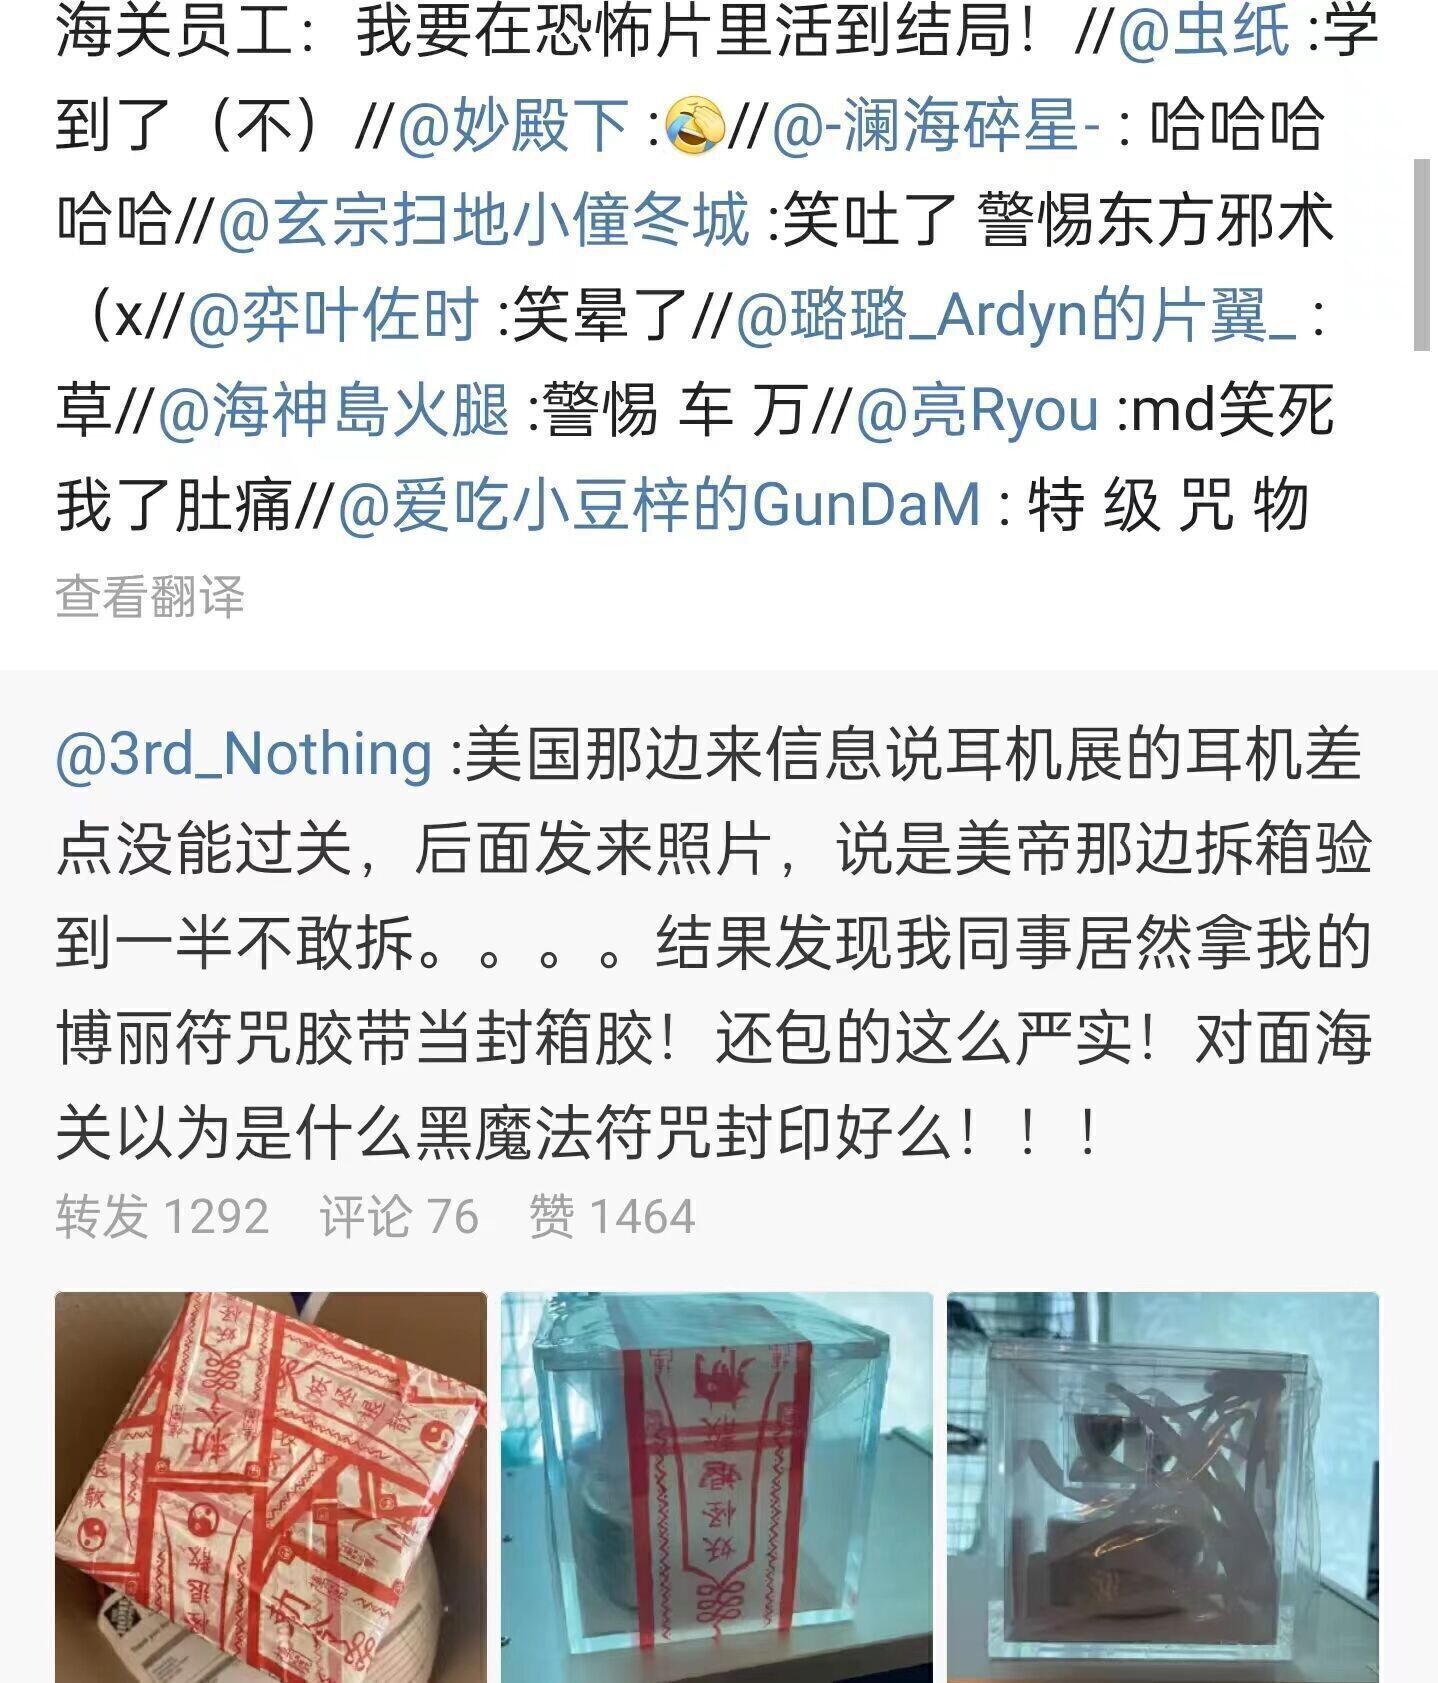 海关员工：我要在恐怖片里活到结局！//@虫纸 :学
到了（不）//@妙殿下 :🤣//@-澜海碎星- : 哈哈哈
哈哈//@玄宗扫地小僮冬城 :笑吐了 警惕东方邪术
（x//@弈叶佐时 :笑晕了//@璐璐_Ardyn的片翼_ :
草//@海神島火腿 :警惕 车 万//@亮Ryou :md笑死
我了肚痛//@爱吃小豆梓的GunDaM : 特 级 咒 物
查看翻译
@3rd_Nothing :美国那边来信息说耳机展的耳机差
点没能过关，后面发来照片，说是美帝那边拆箱验
到一半不敢拆。。。。结果发现我同事居然拿我的
博丽符咒胶带当封箱胶！还包的这么严实！对面海
关以为是什么黑魔法符咒封印好么！！！
转发 1292 评论 76 赞 1464
妖怪退散
退散
妖怪退散